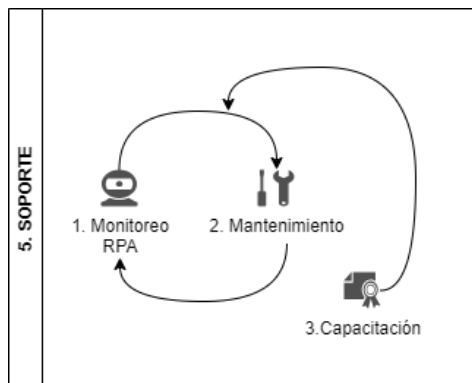 5. SOPORTE
1. Monitoreo
RPA
2. Mantenimiento
3.Capacitación